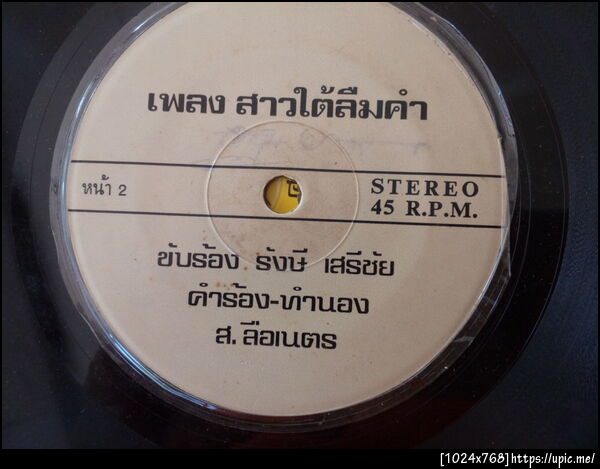 เพลง สาวใต้ลืมคำ
หน้า 2
STEREO
45 R.P.M.
ขับร้อง รังษี เสรีชัย
คำร้อง-ทำนอง
ส. ลือเนตร
[1024x768]https://upic.me/